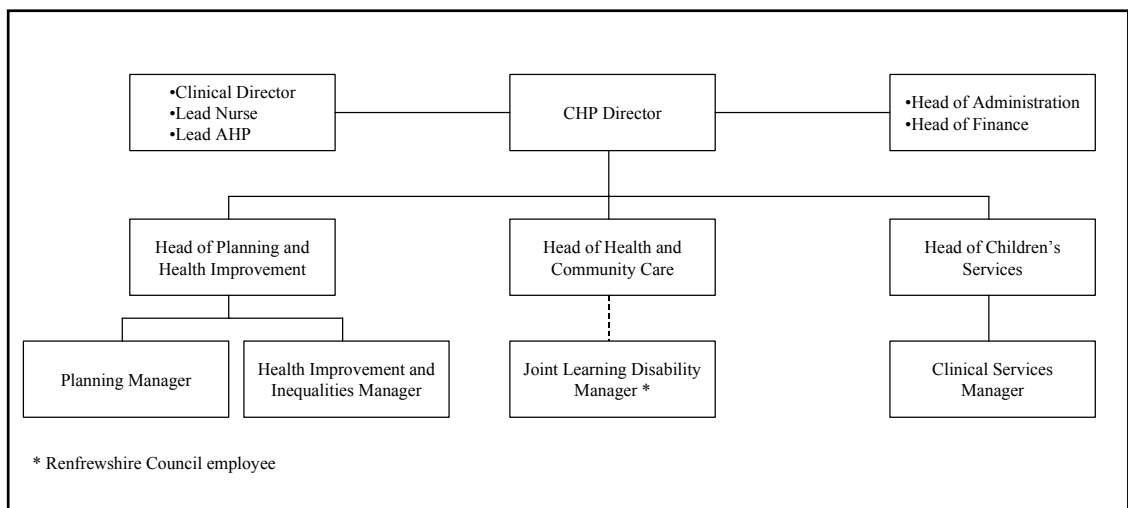 •Clinical Director
•Lead Nurse
•Lead AHP
CHP Director
•Head of Administration
•Head of Finance
Head of Planning and
Health Improvement
Head of Health and
Community Care
Head of Children’s
Services
Planning Manager
Health Improvement and
Inequalities Manager
Joint Learning Disability
Manager *
Clinical Services
Manager
* Renfrewshire Council employee